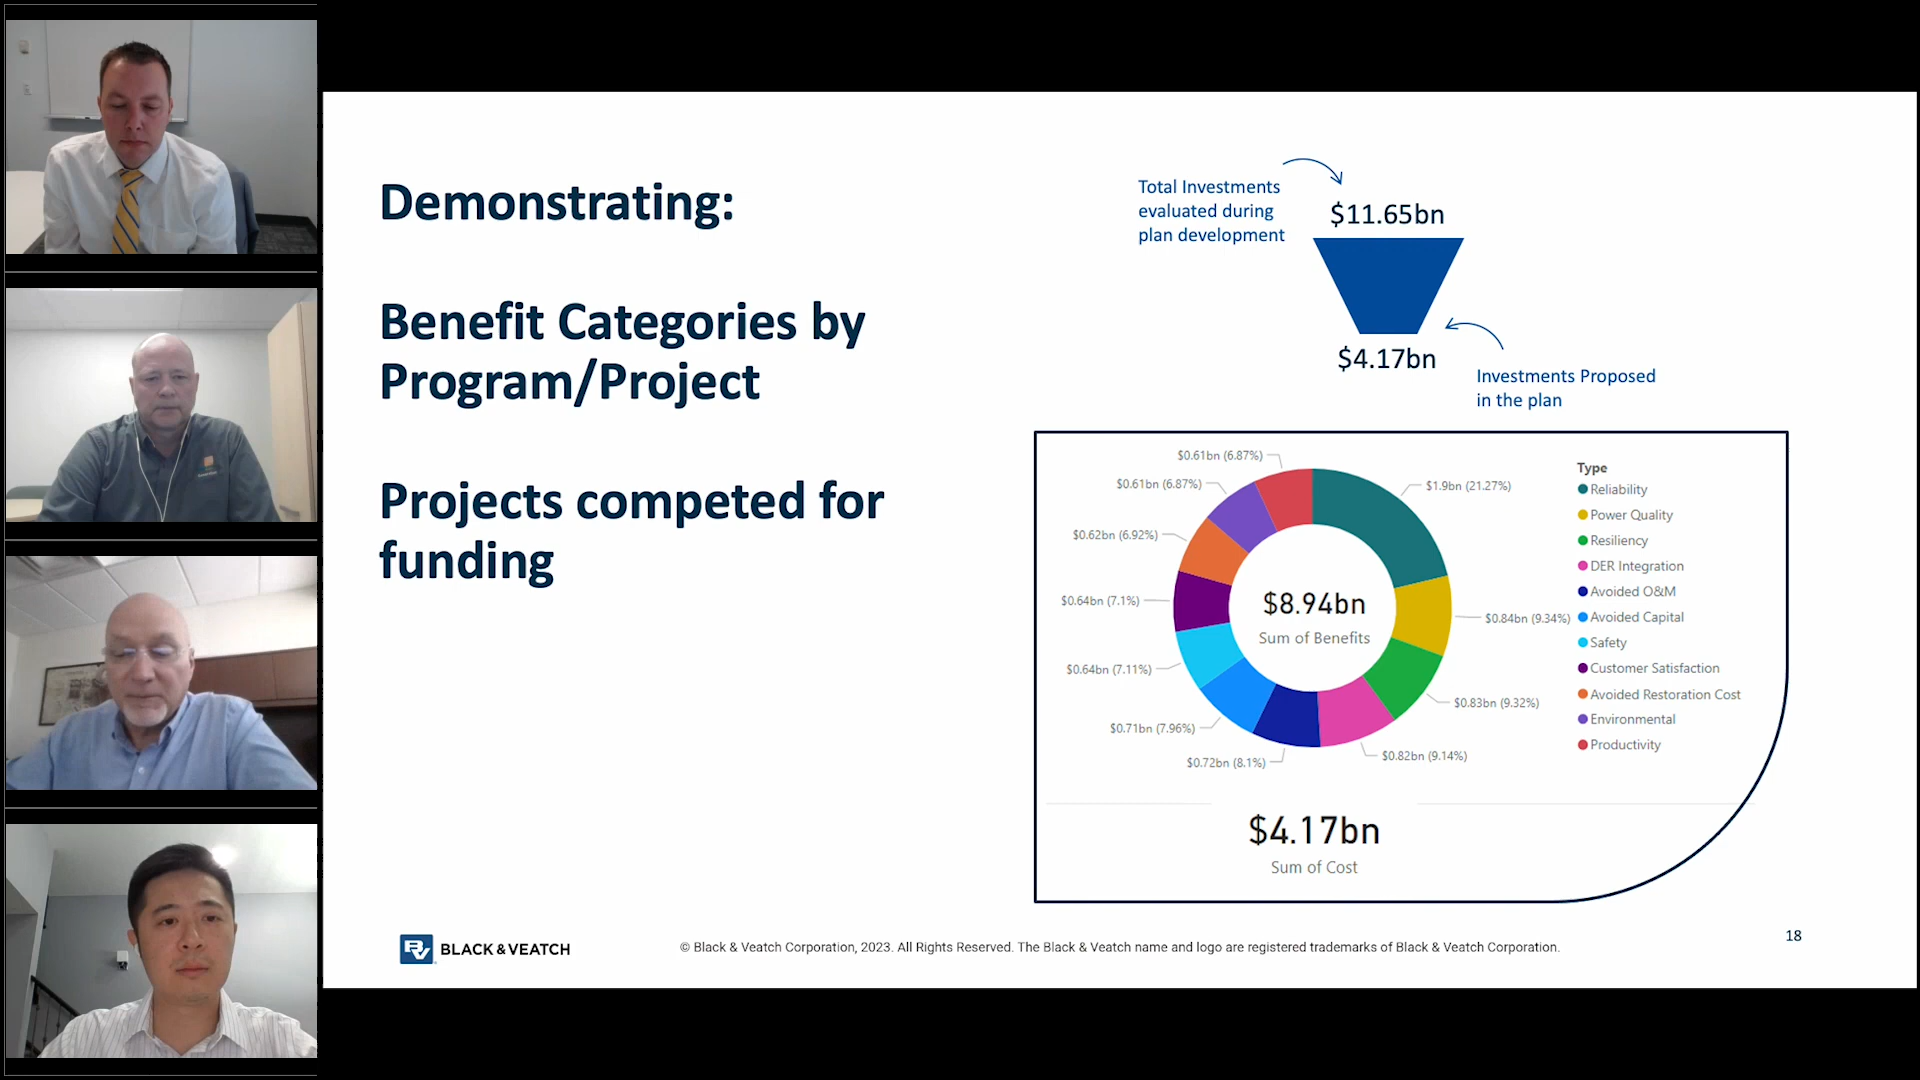 Demonstrating:
Benefit Categories by
Program/Project
Projects competed for
funding
Total Investments
evaluated during
plan development
$11.65bn
$4.17bn
Investments Proposed
in the plan
$0.61bn (6.87%)
$0.61bn (6.87%)
$0.62bn (6.92%)
$0.64bn (7.1%)
$0.64bn (7.11%)
$0.71bn (7.96%)
$0.72bn (8.1%)
$1.9bn (21.27%)
$0.84bn (9.34%)
$0.83bn (9.32%)
$0.82bn (9.14%)
$8.94bn
Sum of Benefits
Type
Reliability
Power Quality
Resiliency
DER Integration
Avoided O&M
Avoided Capital
Safety
Customer Satisfaction
Avoided Restoration Cost
Environmental
Productivity
$4.17bn
Sum of Cost
BV BLACK & VEATCH
© Black & Veatch Corporation, 2023. All Rights Reserved. The Black & Veatch name and logo are registered trademarks of Black & Veatch Corporation.
18